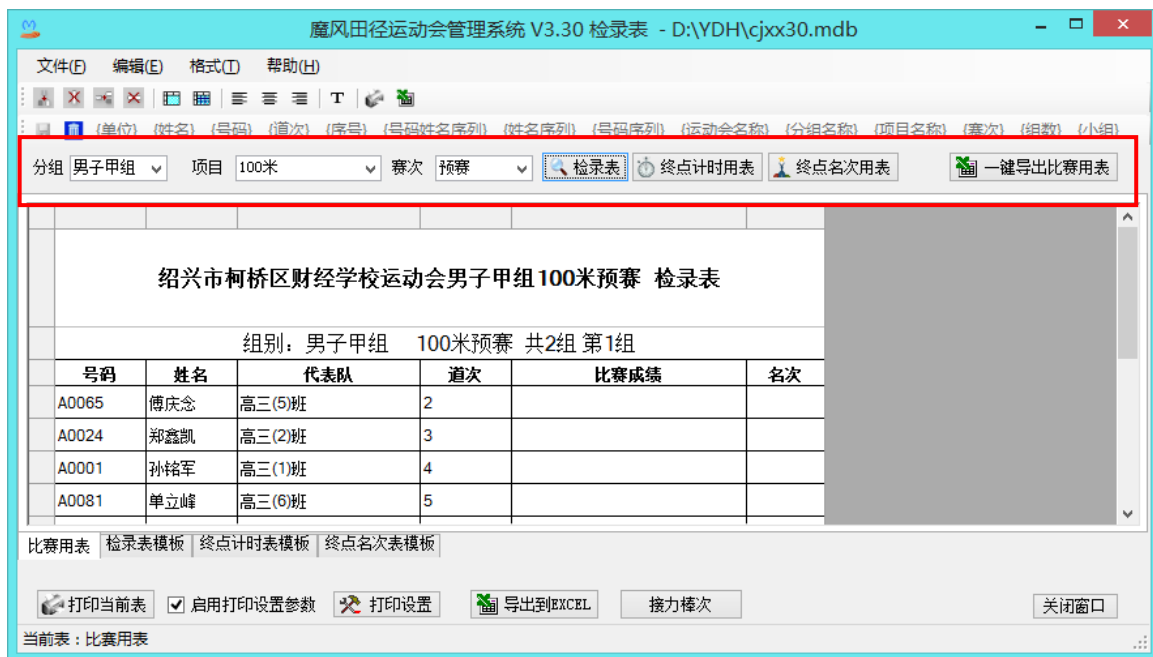 魔风田径运动会管理系统 V3.30 检录表 - D:\YDH\cjxx30.mdb
文件(F) 编辑(E) 格式(T) 帮助(H)
T
{单位} {姓名} {号码} {道次} {序号} {号码姓名序列} {姓名序列} {号码序列} {运动会名称} {分组名称} {项目名称} {赛次} {组数} {小组}
分组 男子甲组 项目 100米 赛次 预赛 检录表 终点计时用表 终点名次用表 一键导出比赛用表
绍兴市柯桥区财经学校运动会男子甲组100米预赛 检录表
组别：男子甲组 100米预赛 共2组 第1组
号码 姓名 代表队 道次 比赛成绩 名次
A0065 傅庆念 高三(5)班 2
A0024 郑鑫凯 高三(2)班 3
A0001 孙铭军 高三(1)班 4
A0081 单立峰 高三(6)班 5
比赛用表 检录表模板 终点计时表模板 终点名次表模板
打印当前表 启用打印设置参数 打印设置 导出到EXCEL 接力棒次 关闭窗口
当前表：比赛用表